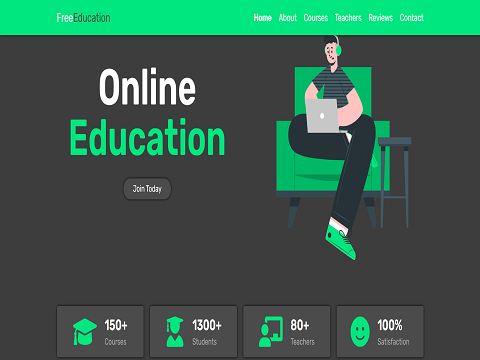 FreeEducation
Home About Courses Teachers Reviews Contact
Online
Education
Join Today
150+
Courses
1300+
Students
80+
Teachers
100%
Satisfaction